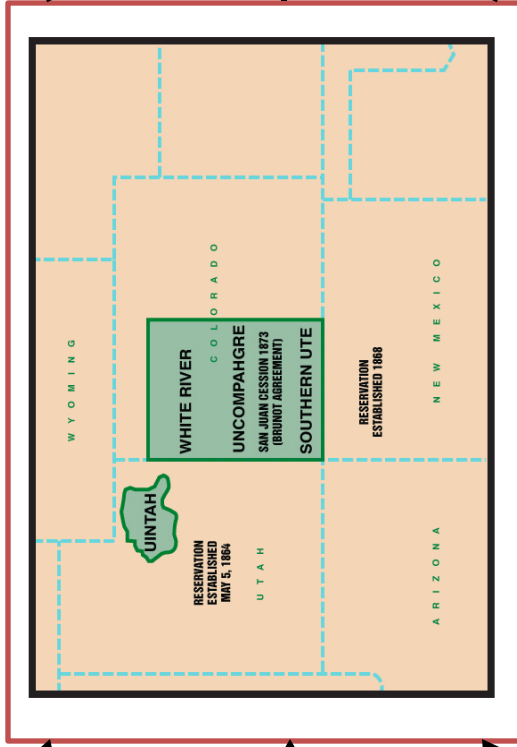 WYOMING
UINTAH
WHITE RIVER
COLORADO
UNCOMPAHGRE
SAN JUAN CESSION 1873
(BRUNOT AGREEMENT)
SOUTHERN UTE
RESERVATION
ESTABLISHED
MAY 5, 1864
UTAH
RESERVATION
ESTABLISHED 1868
ARIZONA
NEW MEXICO